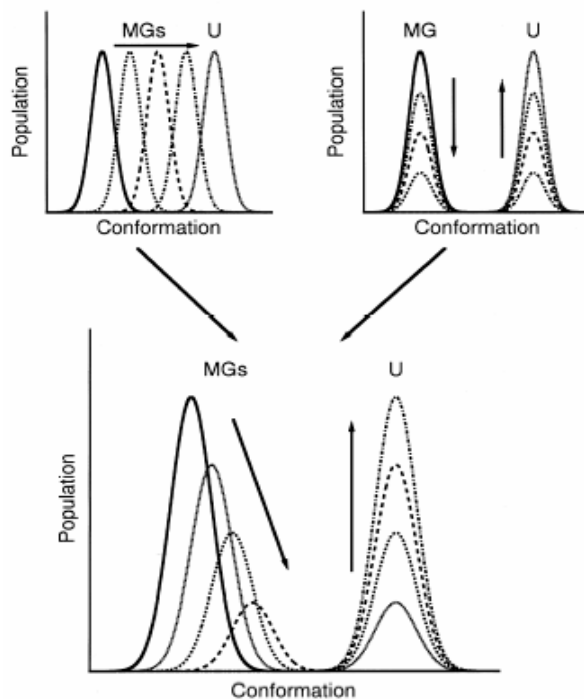 MGs U
Population
Conformation
MG U
Population
Conformation
MGs U
Population
Conformation